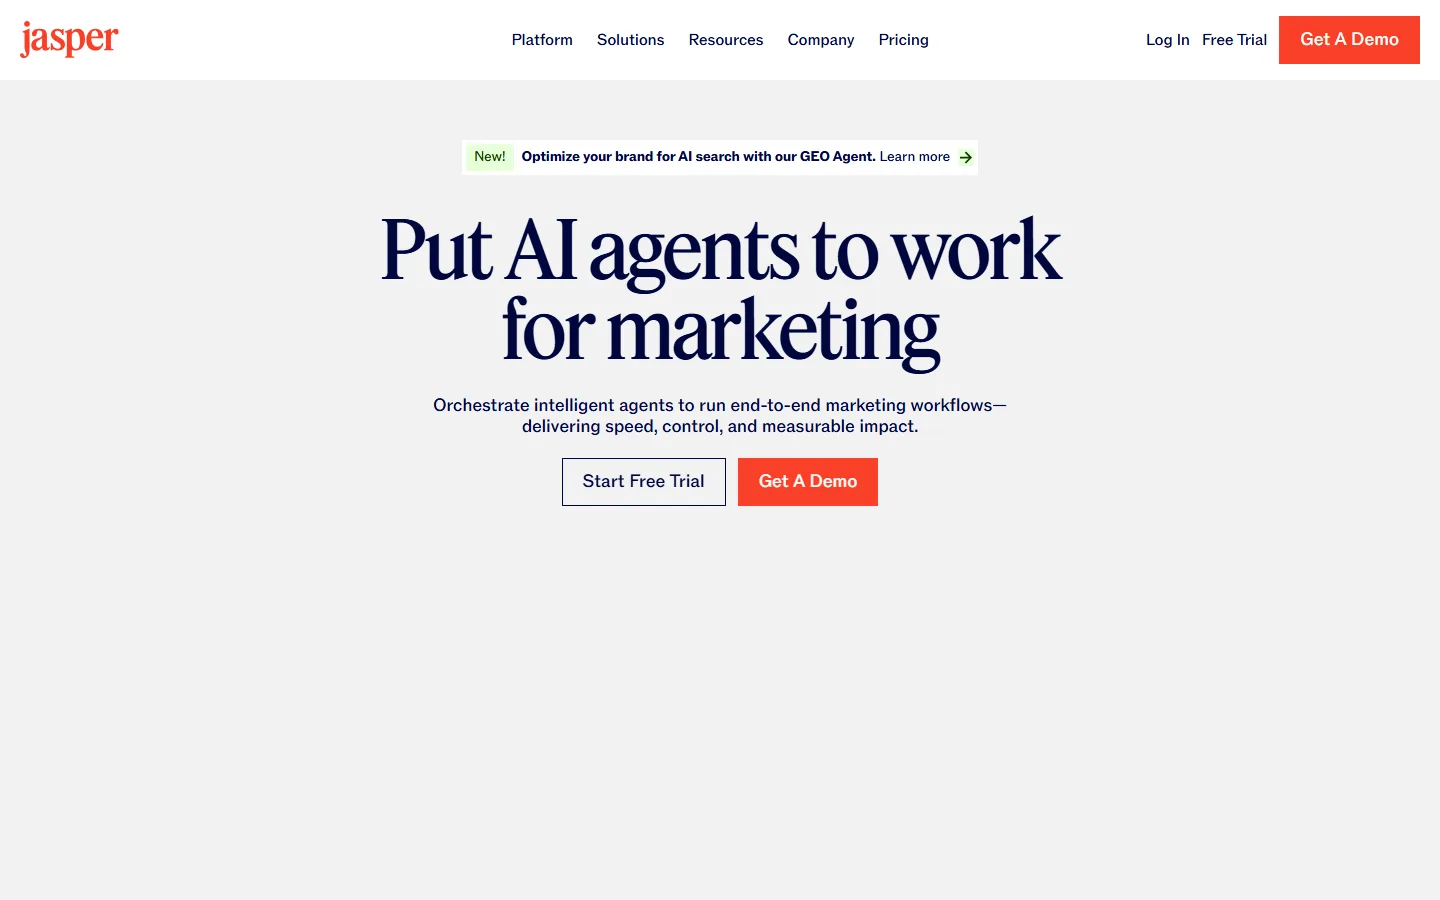 jasper
Platform Solutions Resources Company Pricing
Log In Free Trial Get A Demo
New! Optimize your brand for AI search with our GEO Agent. Learn more →
Put AI agents to work
for marketing
Orchestrate intelligent agents to run end-to-end marketing workflows—
delivering speed, control, and measurable impact.
Start Free Trial Get A Demo